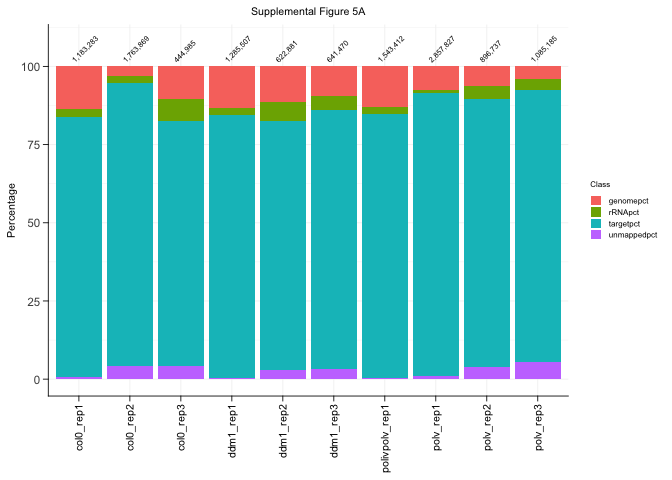 Supplemental Figure 5A
1,183,283
1,763,869
444,985
1,285,507
622,881
641,470
1,543,412
2,857,827
896,737
1,085,185
100
75
50
25
0
Percentage
col0_rep1
col0_rep2
col0_rep3
ddm1_rep1
ddm1_rep2
ddm1_rep3
polivpolv_rep1
polv_rep1
polv_rep2
polv_rep3
Class
genomepct
rRNApct
targetpct
unmappedpct